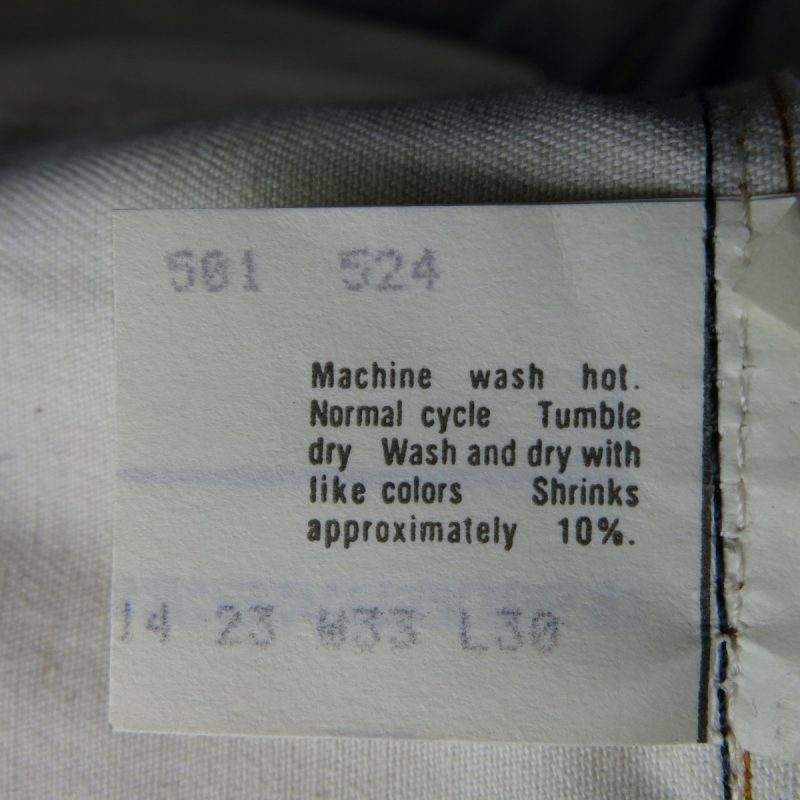 501 524
Machine wash hot.
Normal cycle Tumble
dry Wash and dry with
like colors Shrinks
approximately 10%.
14 23 W33 L30